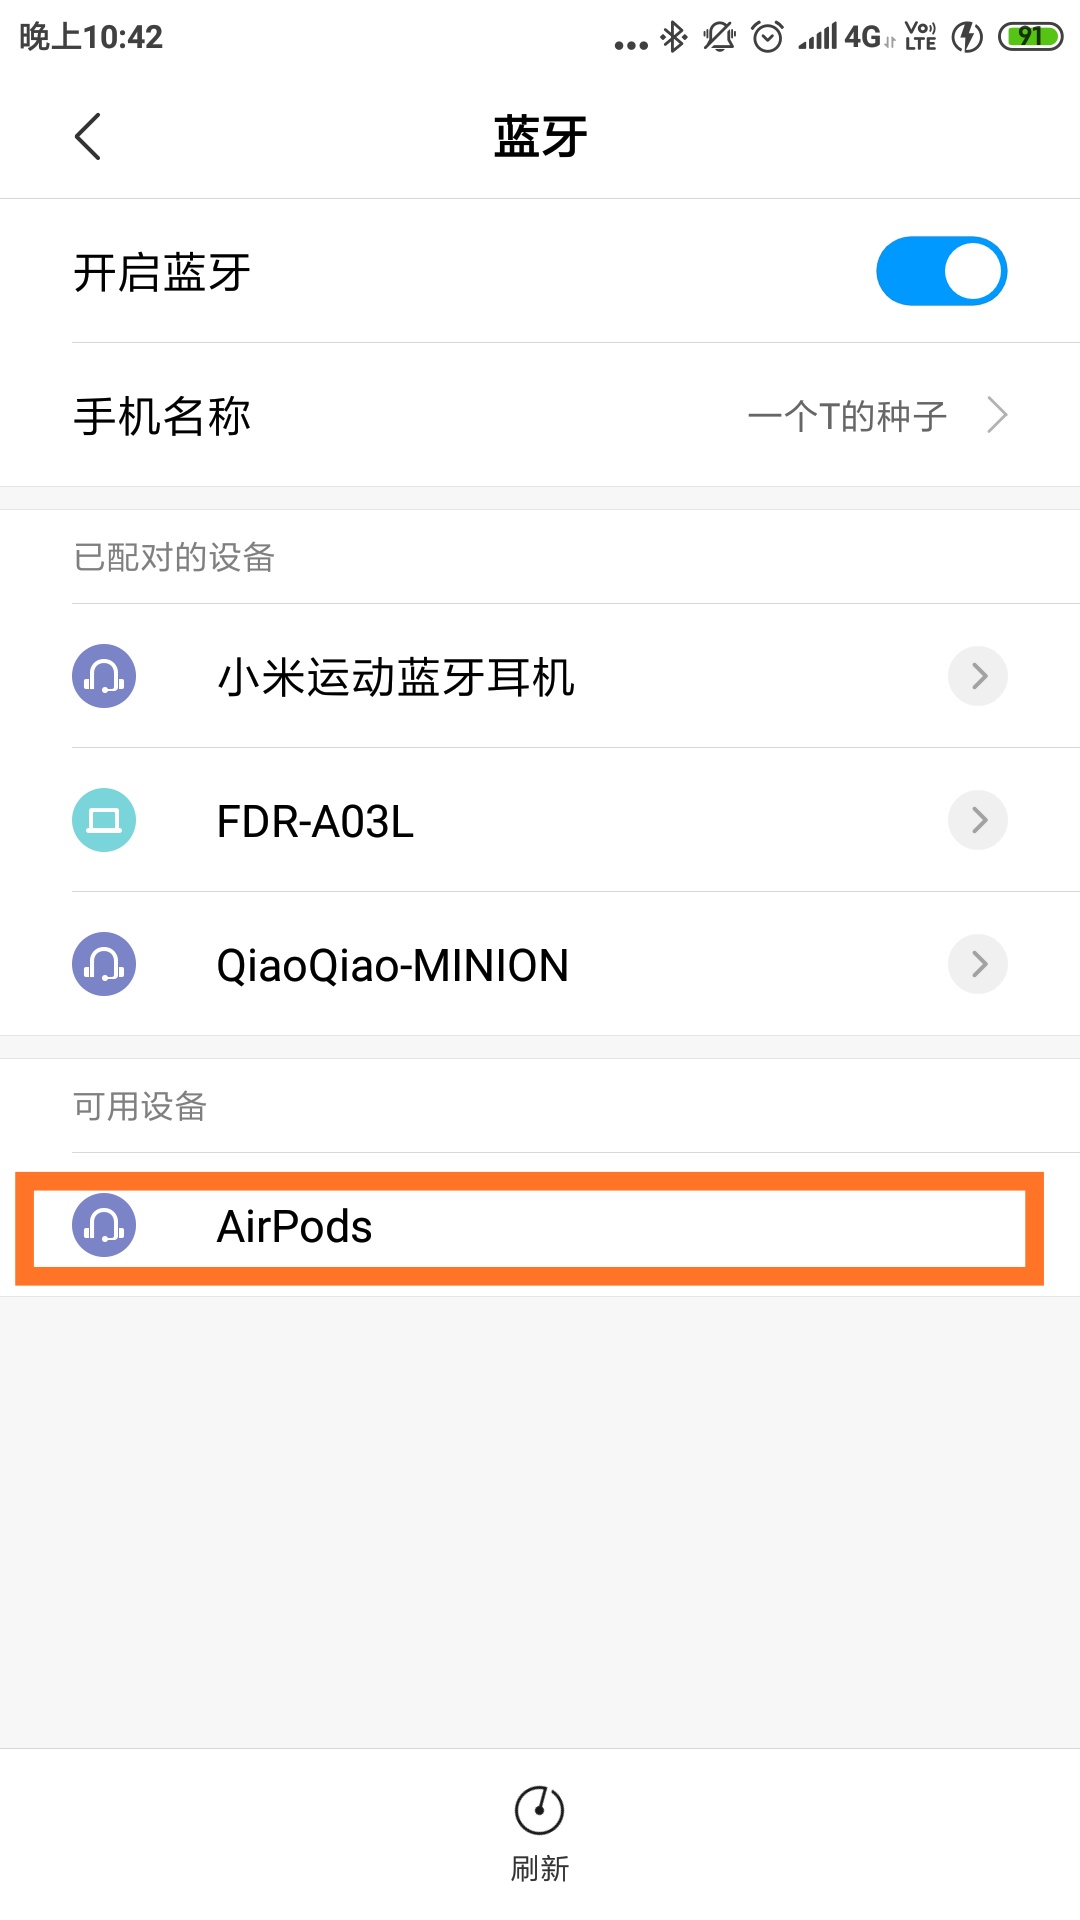 晚上10:42
4G
VoLTE
91
蓝牙
开启蓝牙
手机名称
一个T的种子
已配对的设备
小米运动蓝牙耳机
FDR-A03L
QiaoQiao-MINION
可用设备
AirPods
刷新